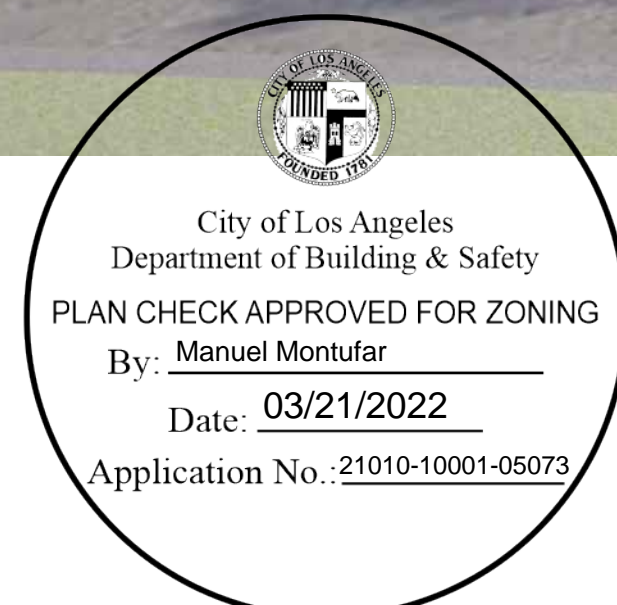 CITY OF LOS ANGELES
FOUNDED 1781
City of Los Angeles
Department of Building & Safety
PLAN CHECK APPROVED FOR ZONING
By: Manuel Montufar
Date: 03/21/2022
Application No.: 21010-10001-05073